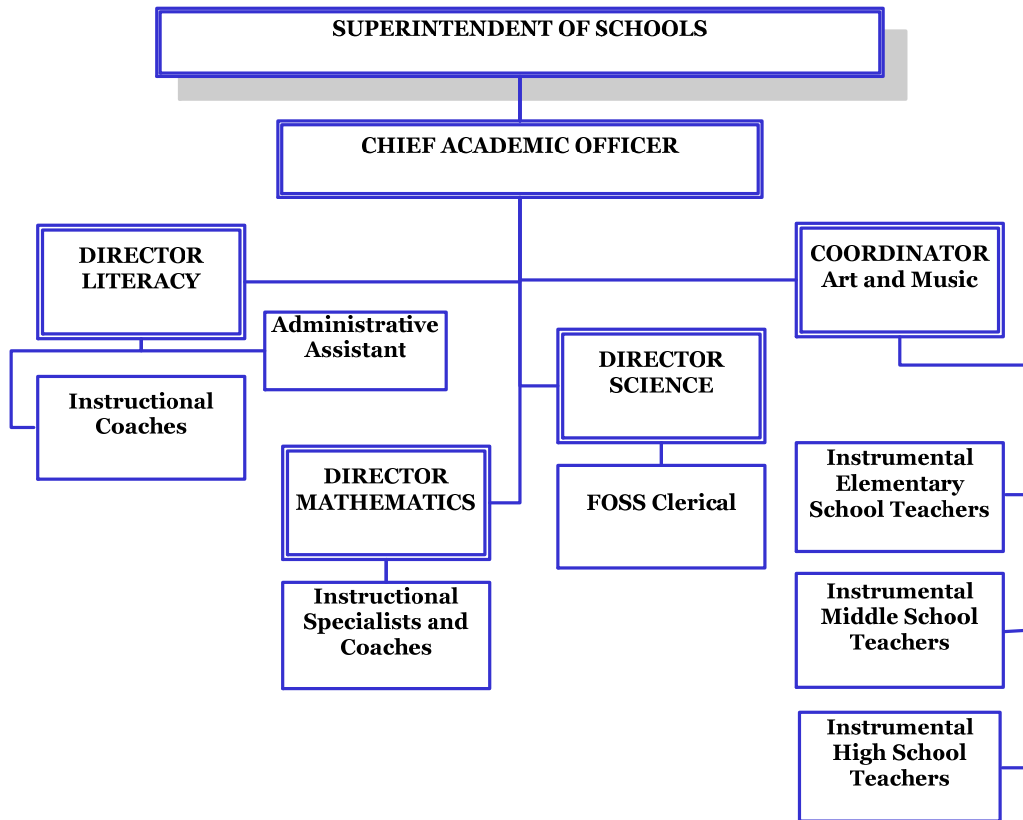 SUPERINTENDENT OF SCHOOLS
CHIEF ACADEMIC OFFICER
DIRECTOR
LITERACY
COORDINATOR
Art and Music
Administrative
Assistant
DIRECTOR
SCIENCE
Instructional
Coaches
DIRECTOR
MATHEMATICS
FOSS Clerical
Instrumental
Elementary
School Teachers
Instructional
Specialists and
Coaches
Instrumental
Middle School
Teachers
Instrumental
High School
Teachers